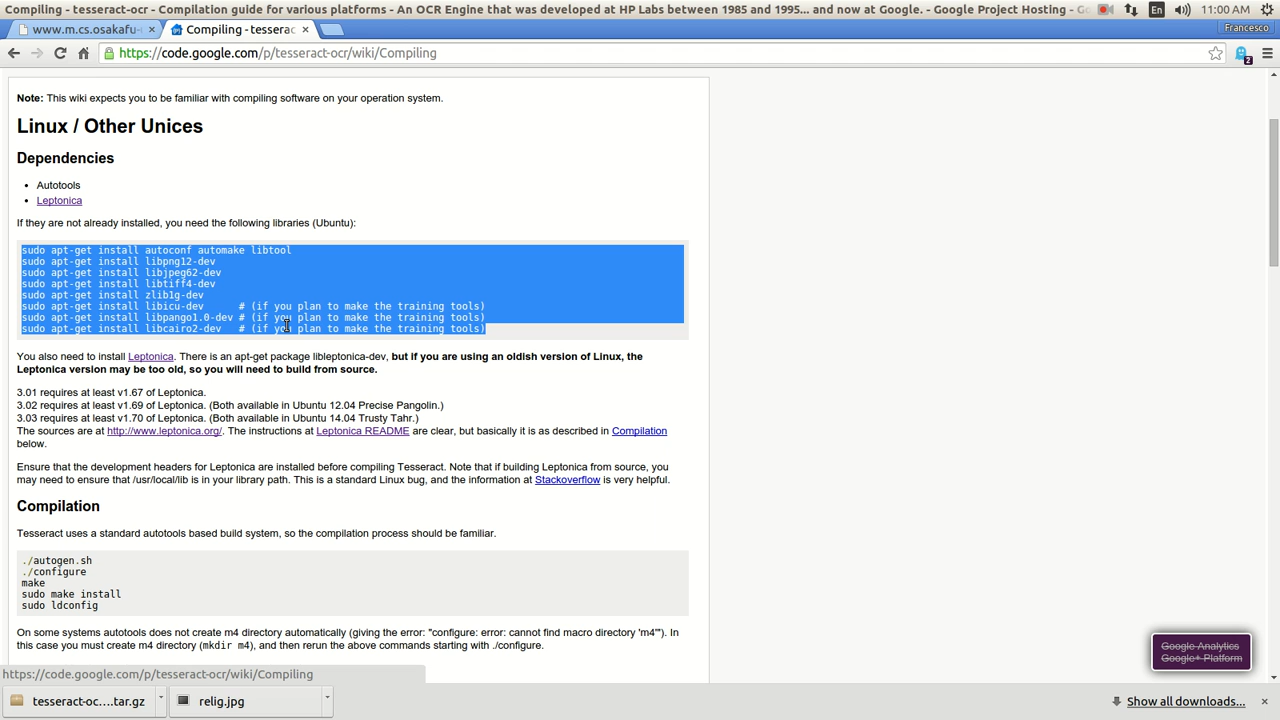 Compiling - tesseract-ocr - Compilation guide for various platforms - An OCR Engine that was developed at HP Labs between 1985 and 1995... and now at Google. - Google Project Hosting - G
En
11:00 AM
www.m.cs.osakafu-
Compiling - tesserac
Francesco
https://code.google.com/p/tesseract-ocr/wiki/Compiling
2
Note: This wiki expects you to be familiar with compiling software on your operation system.
Linux / Other Unices
Dependencies
Autotools
Leptonica
If they are not already installed, you need the following libraries (Ubuntu):
sudo apt-get install autoconf automake libtool
sudo apt-get install libpng12-dev
sudo apt-get install libjpeg62-dev
sudo apt-get install libtiff4-dev
sudo apt-get install zlib1g-dev
sudo apt-get install libicu-dev # (if you plan to make the training tools)
sudo apt-get install libpango1.0-dev # (if you plan to make the training tools)
sudo apt-get install libcairo2-dev # (if you plan to make the training tools)
You also need to install Leptonica. There is an apt-get package libleptonica-dev, but if you are using an oldish version of Linux, the
Leptonica version may be too old, so you will need to build from source.
3.01 requires at least v1.67 of Leptonica.
3.02 requires at least v1.69 of Leptonica. (Both available in Ubuntu 12.04 Precise Pangolin.)
3.03 requires at least v1.70 of Leptonica. (Both available in Ubuntu 14.04 Trusty Tahr.)
The sources are at http://www.leptonica.org/. The instructions at Leptonica README are clear, but basically it is as described in Compilation
below.
Ensure that the development headers for Leptonica are installed before compiling Tesseract. Note that if building Leptonica from source, you
may need to ensure that /usr/local/lib is in your library path. This is a standard Linux bug, and the information at Stackoverflow is very helpful.
Compilation
Tesseract uses a standard autotools based build system, so the compilation process should be familiar.
./autogen.sh
./configure
make
sudo make install
sudo ldconfig
On some systems autotools does not create m4 directory automatically (giving the error: "configure: error: cannot find macro directory 'm4'"). In
this case you must create m4 directory (mkdir m4), and then rerun the above commands starting with ./configure.
Google Analytics
Google+ Platform
https://code.google.com/p/tesseract-ocr/wiki/Compiling
tesseract-oc....tar.gz
relig.jpg
Show all downloads...